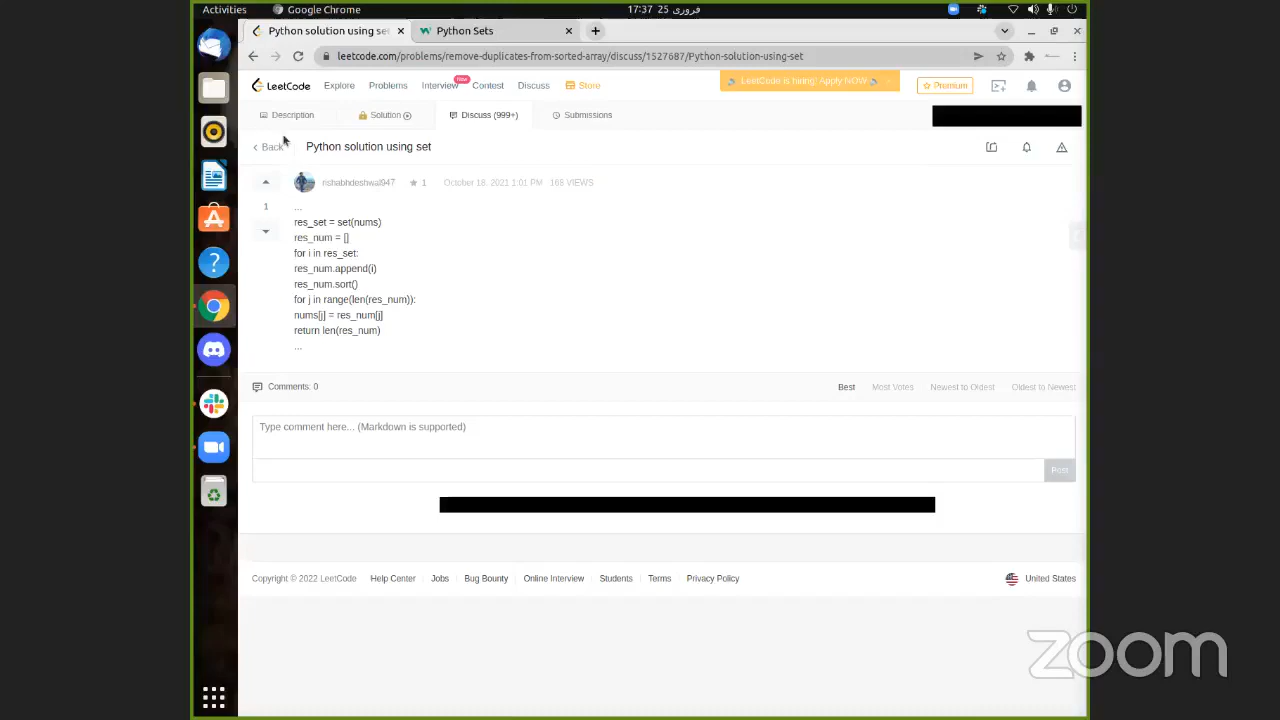 Activities
Google Chrome
17:37 25 فروری
Python solution using se
Python Sets
leetcode.com/problems/remove-duplicates-from-sorted-array/discuss/1527687/Python-solution-using-set
LeetCode
Explore
Problems
Interview
New
Contest
Discuss
Store
LeetCode is hiring! Apply NOW
Premium
Description
Solution
Discuss (999+)
Submissions
Back
Python solution using set
rishabhdeshwal947
1
October 18, 2021 1:01 PM
168 VIEWS
1
...
res_set = set(nums)
res_num = []
for i in res_set:
res_num.append(i)
res_num.sort()
for j in range(len(res_num)):
nums[j] = res_num[j]
return len(res_num)
...
Comments: 0
Best
Most Votes
Newest to Oldest
Oldest to Newest
Type comment here... (Markdown is supported)
Post
Copyright © 2022 LeetCode
Help Center
Jobs
Bug Bounty
Online Interview
Students
Terms
Privacy Policy
United States
zoom